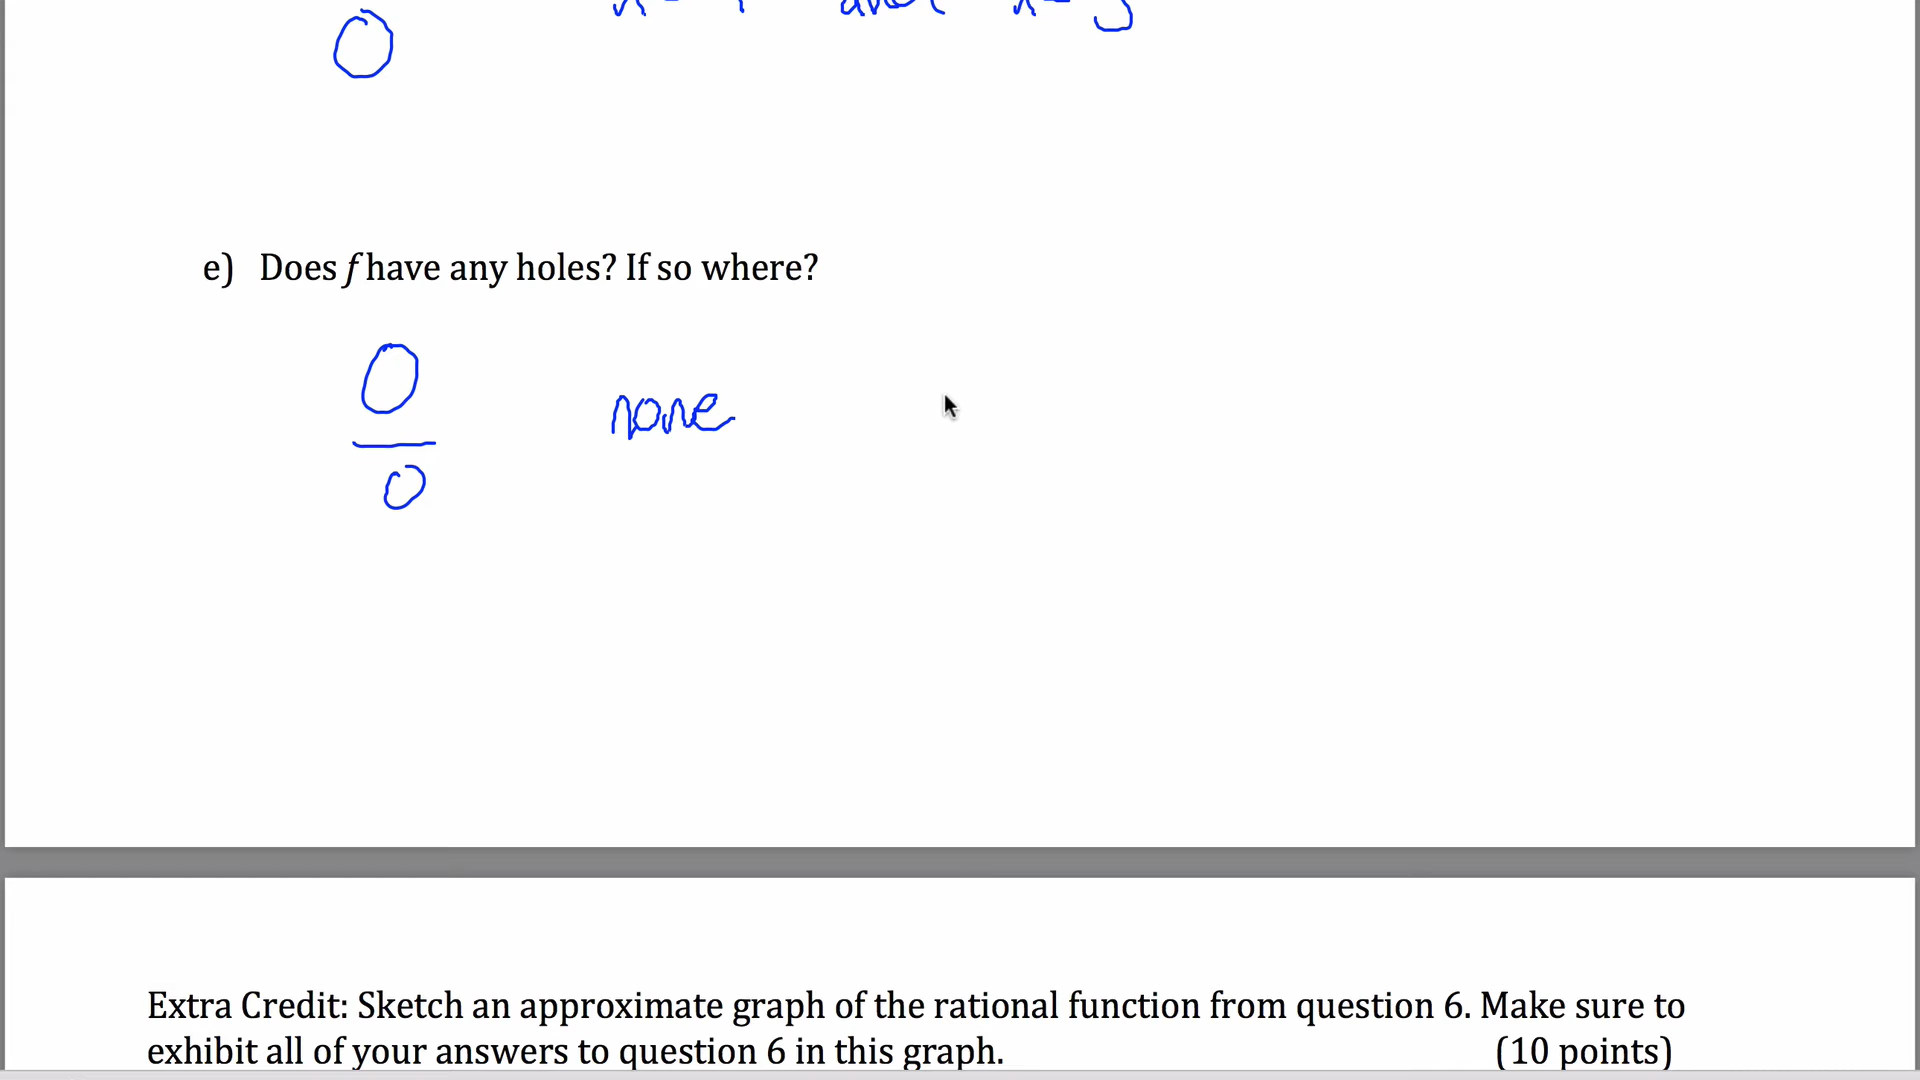 and
0
e) Does f have any holes? If so where?
0
none
0
Extra Credit: Sketch an approximate graph of the rational function from question 6. Make sure to
exhibit all of your answers to question 6 in this graph. (10 points)